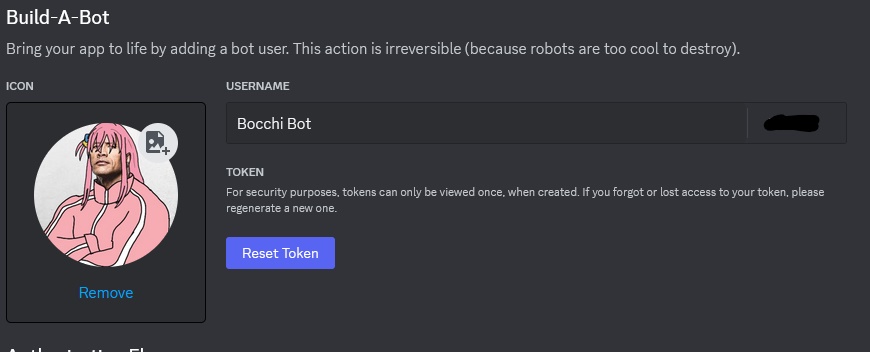 Build-A-Bot
Bring your app to life by adding a bot user. This action is irreversible (because robots are too cool to destroy).
ICON
USERNAME
Bocchi Bot
TOKEN
For security purposes, tokens can only be viewed once, when created. If you forgot or lost access to your token, please
regenerate a new one.
Reset Token
Remove